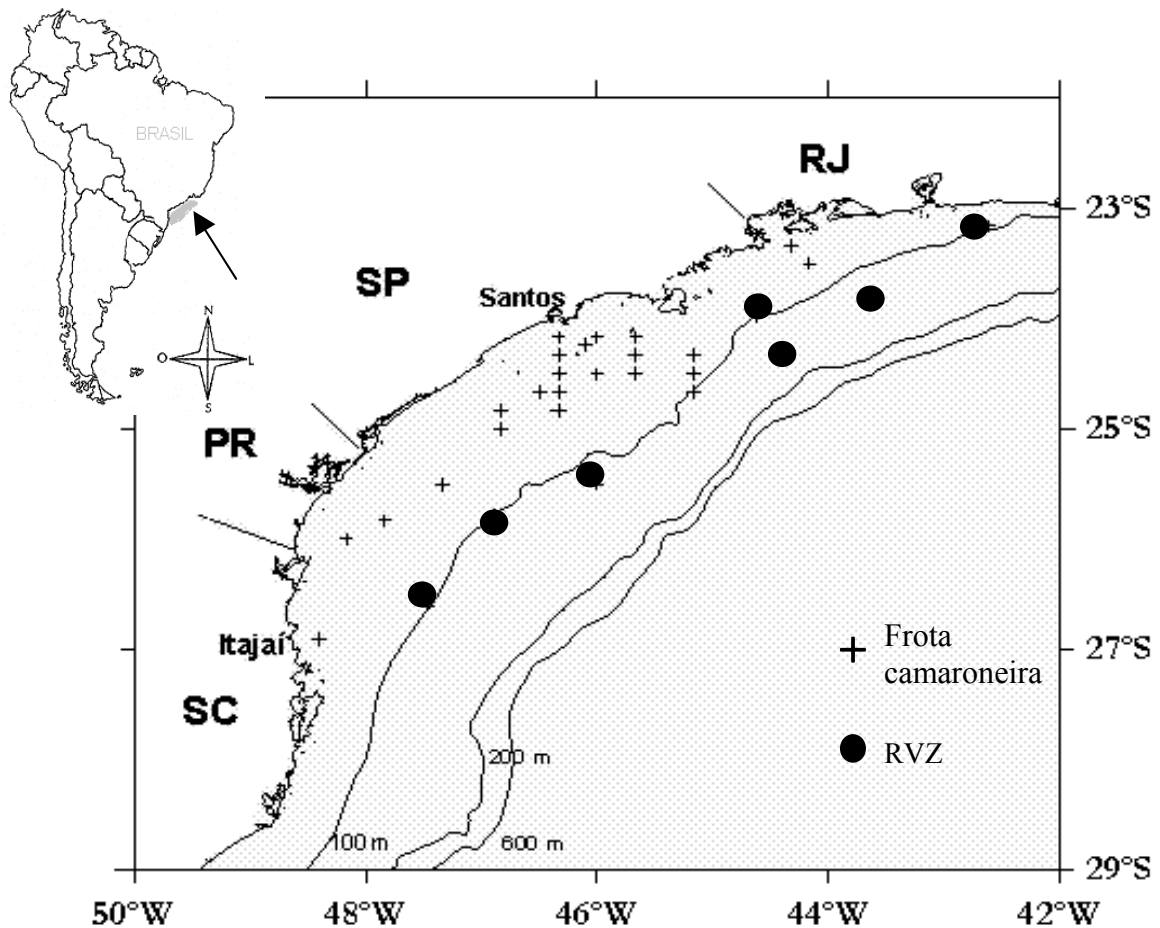 BRASIL
N
O
L
S
RJ
SP
Santos
PR
Itajaí
SC
23°S
25°S
27°S
29°S
Frota
camaroneira
RVZ
200 m
100 m
600 m
50°W
48°W
46°W
44°W
42°W